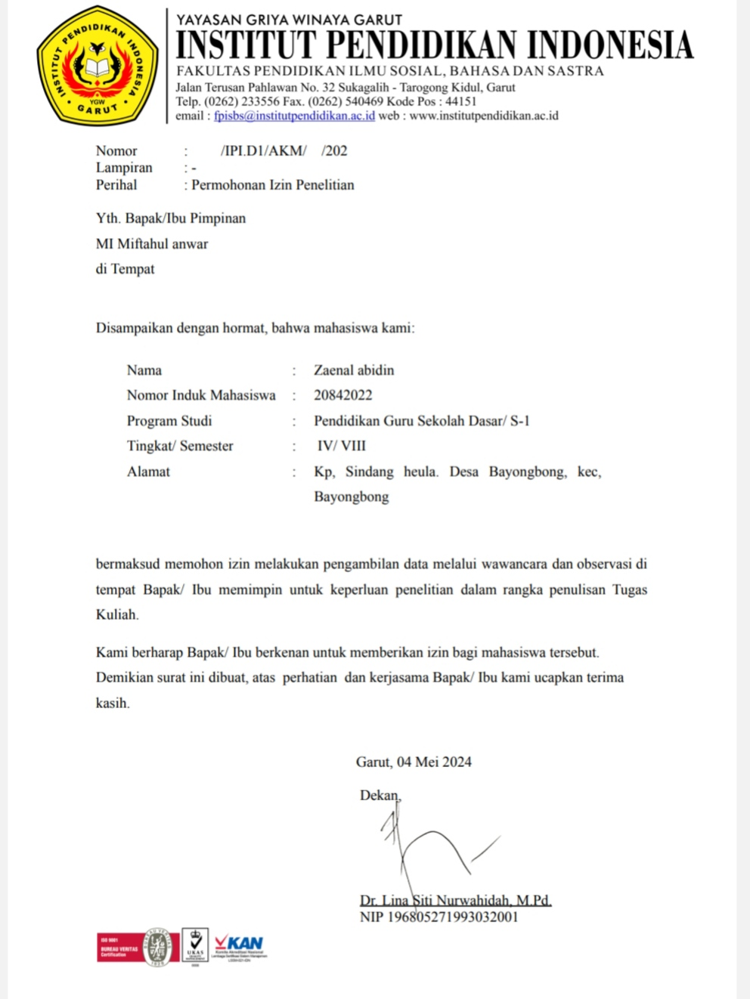 INSTITUT PENDIDIKAN INDONESIA
YGW
GARUT
YAYASAN GRIYA WINAYA GARUT
INSTITUT PENDIDIKAN INDONESIA
FAKULTAS PENDIDIKAN ILMU SOSIAL, BAHASA DAN SASTRA
Jalan Terusan Pahlawan No. 32 Sukagalih - Tarogong Kidul, Garut
Telp. (0262) 233556 Fax. (0262) 540469 Kode Pos : 44151
email : fpisbs@institutpendidikan.ac.id web : www.institutpendidikan.ac.id
Nomor : /IPI.D1/AKM/ /202
Lampiran : -
Perihal : Permohonan Izin Penelitian
Yth. Bapak/Ibu Pimpinan
MI Miftahul anwar
di Tempat
Disampaikan dengan hormat, bahwa mahasiswa kami:
Nama : Zaenal abidin
Nomor Induk Mahasiswa : 20842022
Program Studi : Pendidikan Guru Sekolah Dasar/ S-1
Tingkat/ Semester : IV/ VIII
Alamat : Kp, Sindang heula. Desa Bayongbong, kec,
Bayongbong
bermaksud memohon izin melakukan pengambilan data melalui wawancara dan observasi di
tempat Bapak/ Ibu memimpin untuk keperluan penelitian dalam rangka penulisan Tugas
Kuliah.
Kami berharap Bapak/ Ibu berkenan untuk memberikan izin bagi mahasiswa tersebut.
Demikian surat ini dibuat, atas perhatian dan kerjasama Bapak/ Ibu kami ucapkan terima
kasih.
Garut, 04 Mei 2024
Dekan,
Dr. Lina Siti Nurwahidah, M.Pd.
NIP 196805271993032001
ISO 9001
BUREAU VERITAS
Certification
BUREAU VERITAS
1828
UKAS
KAN
Komite Akreditasi Nasional